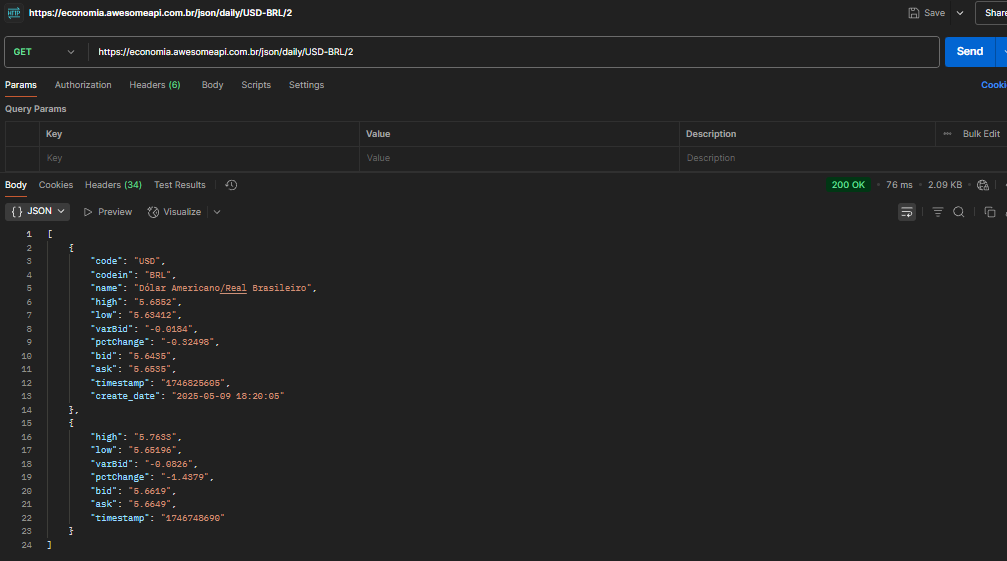 HTTP https://economia.awesomeapi.com.br/json/daily/USD-BRL/2 Save Share
GET https://economia.awesomeapi.com.br/json/daily/USD-BRL/2 Send
Params Authorization Headers (6) Body Scripts Settings Cooki
Query Params
Key Value Description ••• Bulk Edit
Key Value Description
Body Cookies Headers (34) Test Results 200 OK • 76 ms • 2.09 KB •
{ } JSON Preview Visualize
1 [
2 {
3 "code": "USD",
4 "codein": "BRL",
5 "name": "Dólar Americano/Real Brasileiro",
6 "high": "5.6852",
7 "low": "5.63412",
8 "varBid": "-0.0184",
9 "pctChange": "-0.32498",
10 "bid": "5.6435",
11 "ask": "5.6535",
12 "timestamp": "1746825605",
13 "create_date": "2025-05-09 18:20:05"
14 },
15 {
16 "high": "5.7633",
17 "low": "5.65196",
18 "varBid": "-0.0826",
19 "pctChange": "-1.4379",
20 "bid": "5.6619",
21 "ask": "5.6649",
22 "timestamp": "1746748690"
23 }
24 ]